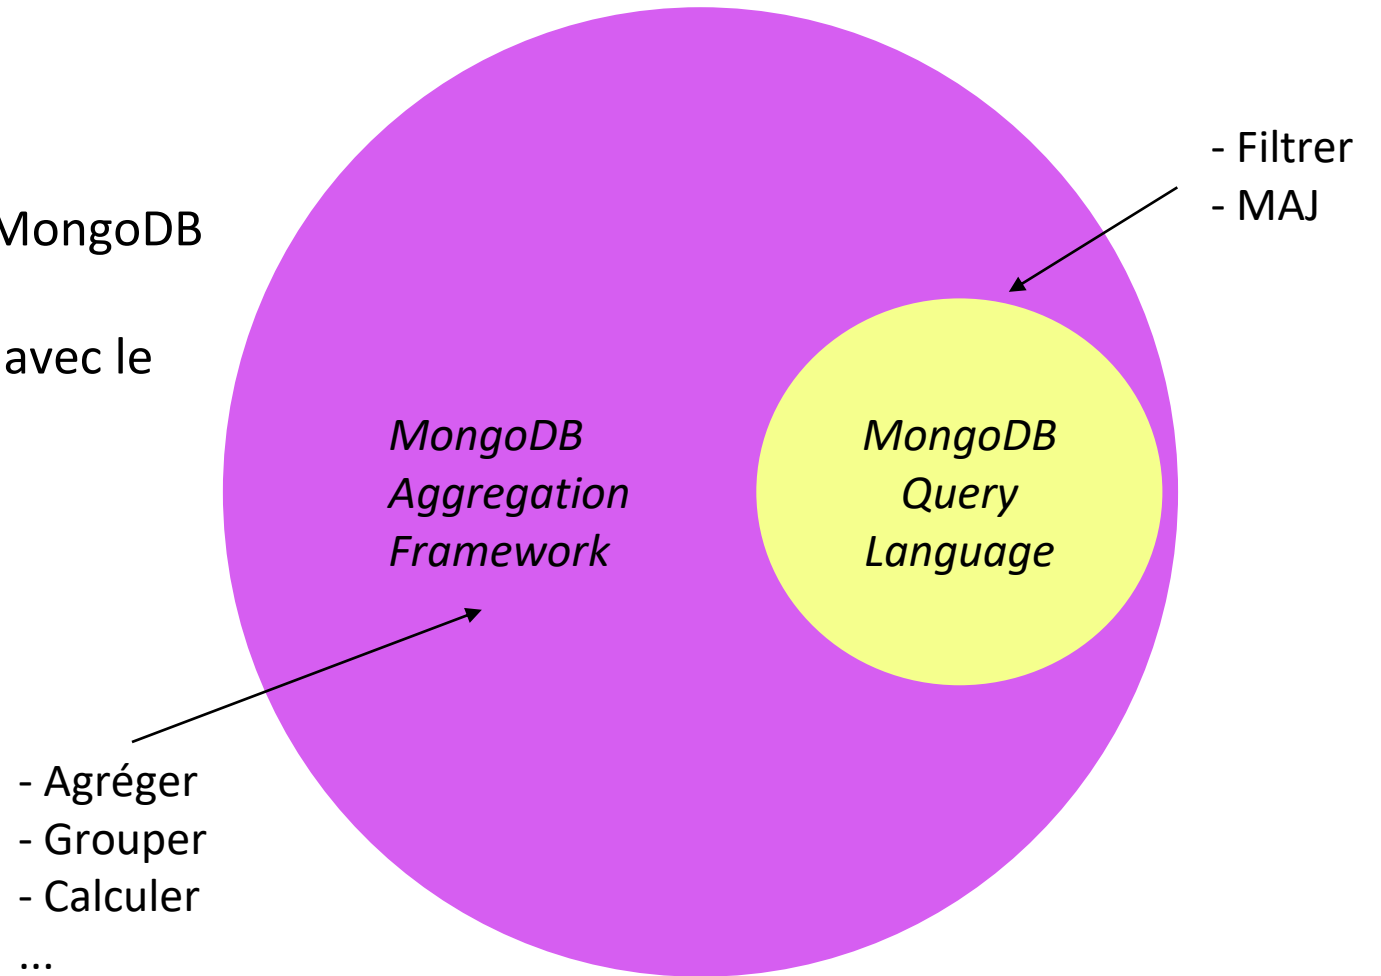 MongoDB
avec le
- Filtrer
- MAJ
MongoDB
Aggregation
Framework
MongoDB
Query
Language
- Agréger
- Grouper
- Calculer
...